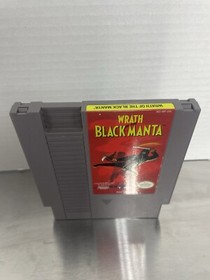 WRATH OF THE BLACK MANTA
WRATH
BLACK MANTA